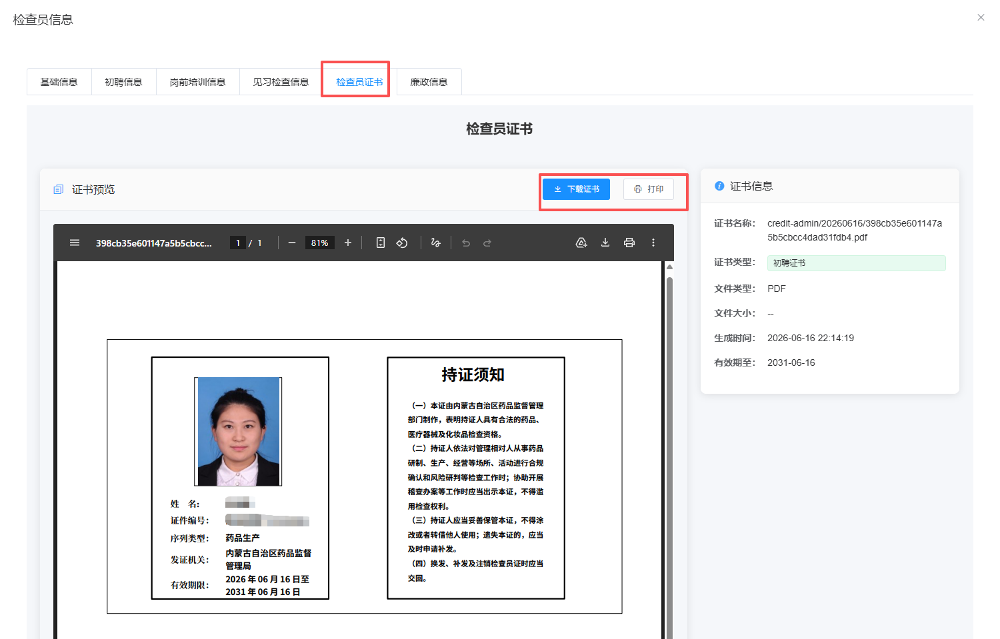 检查员信息
基础信息
初聘信息
岗前培训信息
见习检查信息
检查员证书
廉政信息
检查员证书
证书预览
下载证书
打印
398cb35e601147a5b5cbcc...
1 / 1
81%
姓 名：
证件编号：
序列类型： 药品生产
发证机关： 内蒙古自治区药品监督
管理局
有效期限： 2026 年 06 月 16 日至
2031 年 06 月 16 日
持证须知
（一）本证由内蒙古自治区药品监督管理
部门制作，表明持证人具有合法的药品、
医疗器械及化妆品检查资格。
（二）持证人依法对管理相对人从事药品
研制、生产、经营等场所、活动进行合规
确认和风险研判等检查工作时；协助开展
稽查办案等工作时应当出示本证，不得滥
用检查权利。
（三）持证人应当妥善保管本证，不得涂
改或者转借他人使用；遗失本证的，应当
及时申请补发。
（四）换发、补发及注销检查员证时应当
交回。
证书信息
证书名称： credit-admin/20260616/398cb35e601147a
5b5cbcc4dad31fdb4.pdf
证书类型： 初聘证书
文件类型： PDF
文件大小： --
生成时间： 2026-06-16 22:14:19
有效期至： 2031-06-16